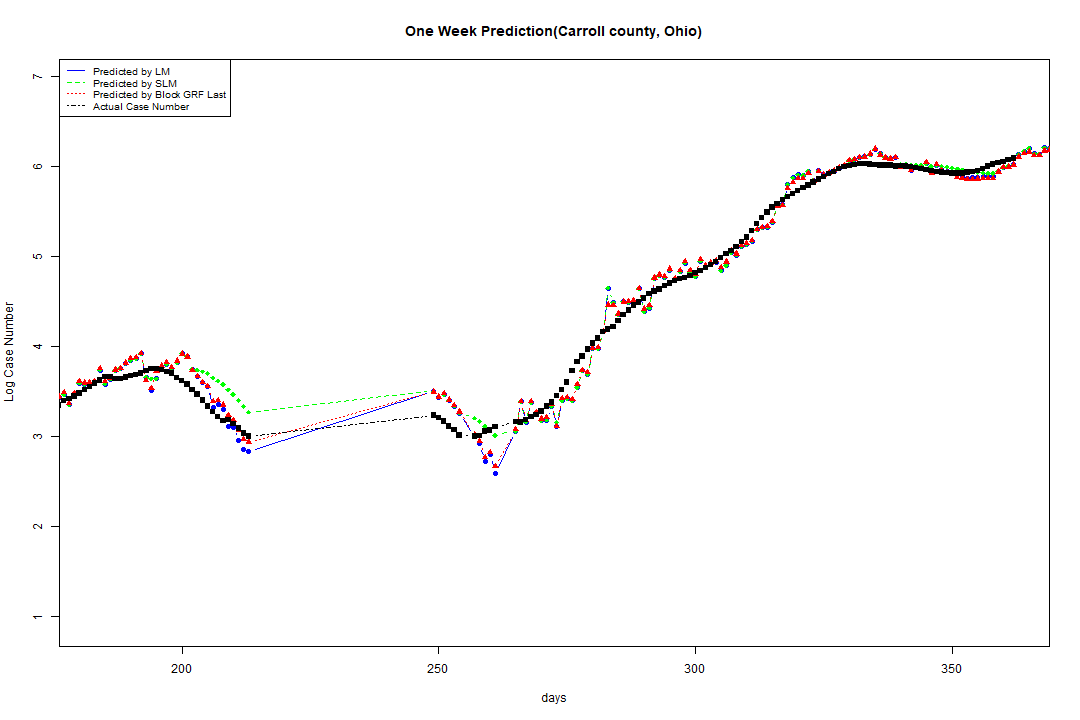 One Week Prediction(Carroll county, Ohio)
Predicted by LM
Predicted by SLM
Predicted by Block GRF Last
Actual Case Number
Log Case Number
7
6
5
4
3
2
1
200 250 300 350
days